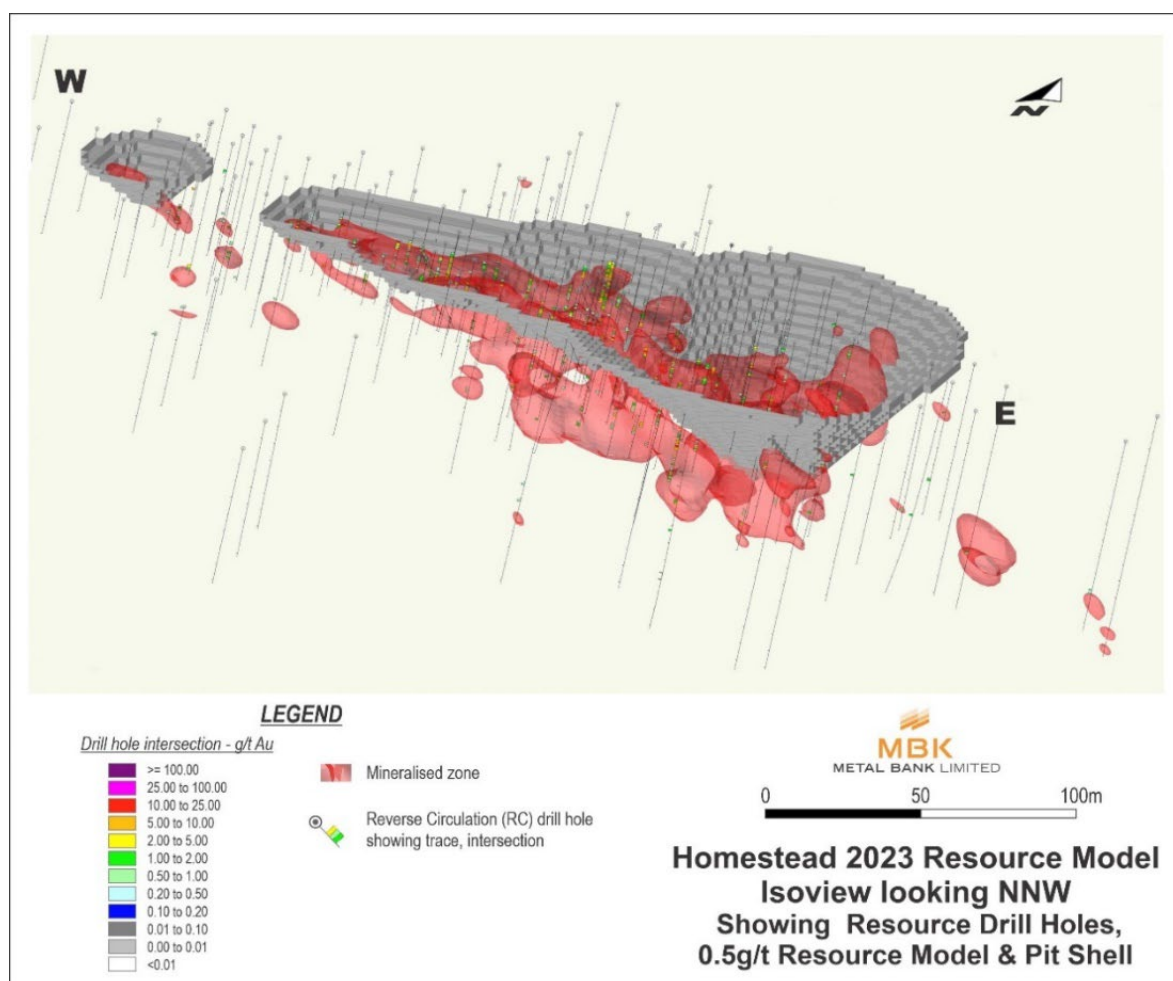 W
N
E
LEGEND
Drill hole intersection - g/t Au
>= 100.00
25.00 to 100.00
10.00 to 25.00
5.00 to 10.00
2.00 to 5.00
1.00 to 2.00
0.50 to 1.00
0.20 to 0.50
0.10 to 0.20
0.01 to 0.10
0.00 to 0.01
<0.01
Mineralised zone
Reverse Circulation (RC) drill hole
showing trace, intersection
MBK
METAL BANK LIMITED
0 50 100m
Homestead 2023 Resource Model
Isoview looking NNW
Showing Resource Drill Holes,
0.5g/t Resource Model & Pit Shell